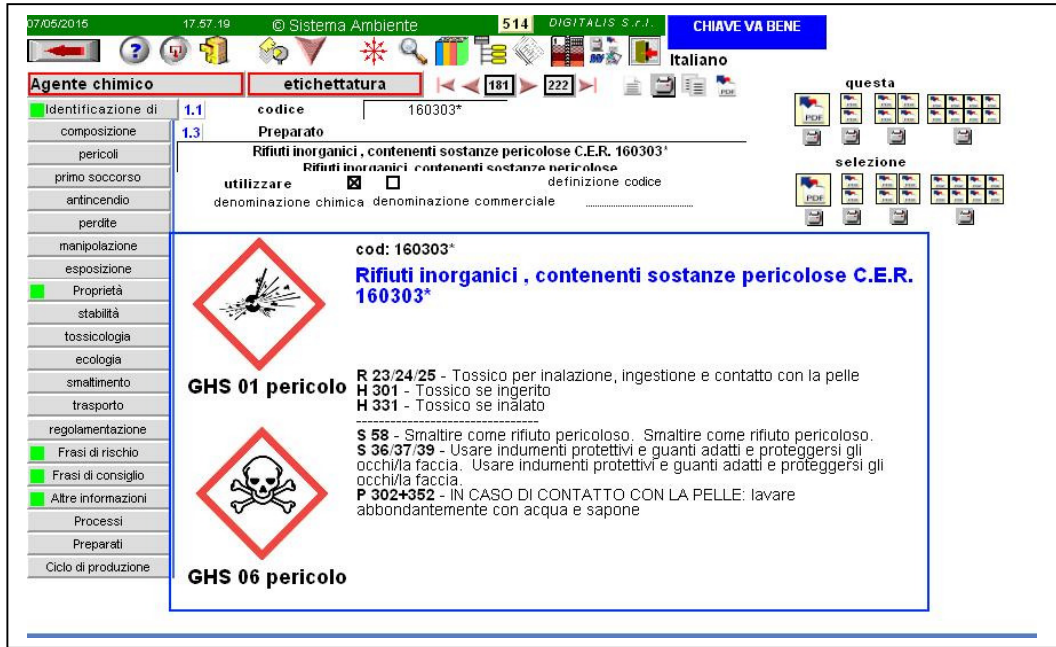 07/05/2015 17.57.19 © Sistema Ambiente 514 DIGITALIS S.r.l. CHIAVE VA BENE
Italiano
Agente chimico etichettatura 181 222
questa
Identificazione di 1.1 codice 160303*
composizione 1.3 Preparato
pericoli Rifiuti inorganici , contenenti sostanze pericolose C.E.R. 160303*
Rifiuti inorganici contenenti sostanze pericolose
selezione
primo soccorso utilizzare definizione codice
antincendio denominazione chimica denominazione commerciale
perdite
manipolazione
esposizione
Proprietà
stabilità
tossicologia
ecologia
smaltimento
trasporto
regolamentazione
Frasi di rischio
Frasi di consiglio
Altre informazioni
Processi
Preparati
Ciclo di produzione
cod: 160303*
Rifiuti inorganici , contenenti sostanze pericolose C.E.R.
160303*
GHS 01 pericolo
R 23/24/25 - Tossico per inalazione, ingestione e contatto con la pelle
H 301 - Tossico se ingerito
H 331 - Tossico se inalato
--------------------------------
S 58 - Smaltire come rifiuto pericoloso. Smaltire come rifiuto pericoloso.
S 36/37/39 - Usare indumenti protettivi e guanti adatti e proteggersi gli
occhi/la faccia. Usare indumenti protettivi e guanti adatti e proteggersi gli
occhi/la faccia.
P 302+352 - IN CASO DI CONTATTO CON LA PELLE: lavare
abbondantemente con acqua e sapone
GHS 06 pericolo
PDF
PDF